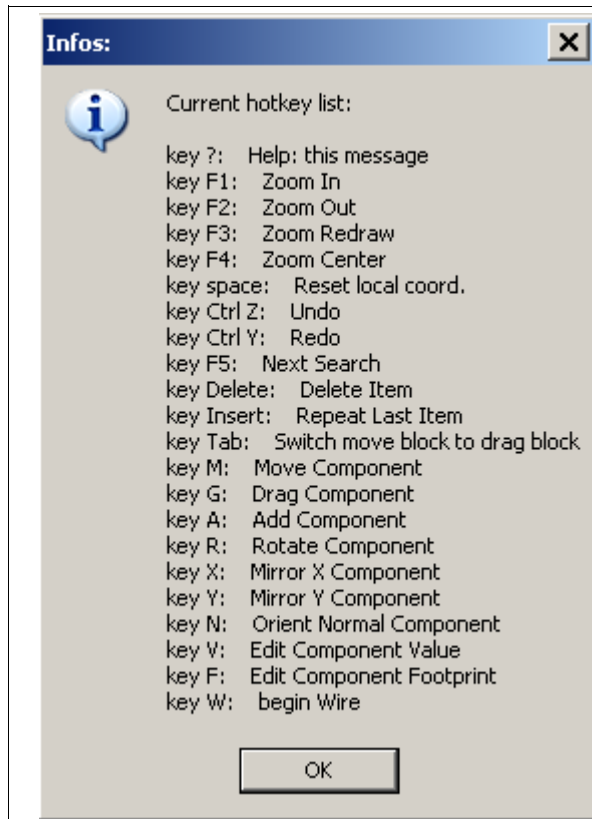 Infos:
Current hotkey list:
key ?: Help: this message
key F1: Zoom In
key F2: Zoom Out
key F3: Zoom Redraw
key F4: Zoom Center
key space: Reset local coord.
key Ctrl Z: Undo
key Ctrl Y: Redo
key F5: Next Search
key Delete: Delete Item
key Insert: Repeat Last Item
key Tab: Switch move block to drag block
key M: Move Component
key G: Drag Component
key A: Add Component
key R: Rotate Component
key X: Mirror X Component
key Y: Mirror Y Component
key N: Orient Normal Component
key V: Edit Component Value
key F: Edit Component Footprint
key W: begin Wire
OK